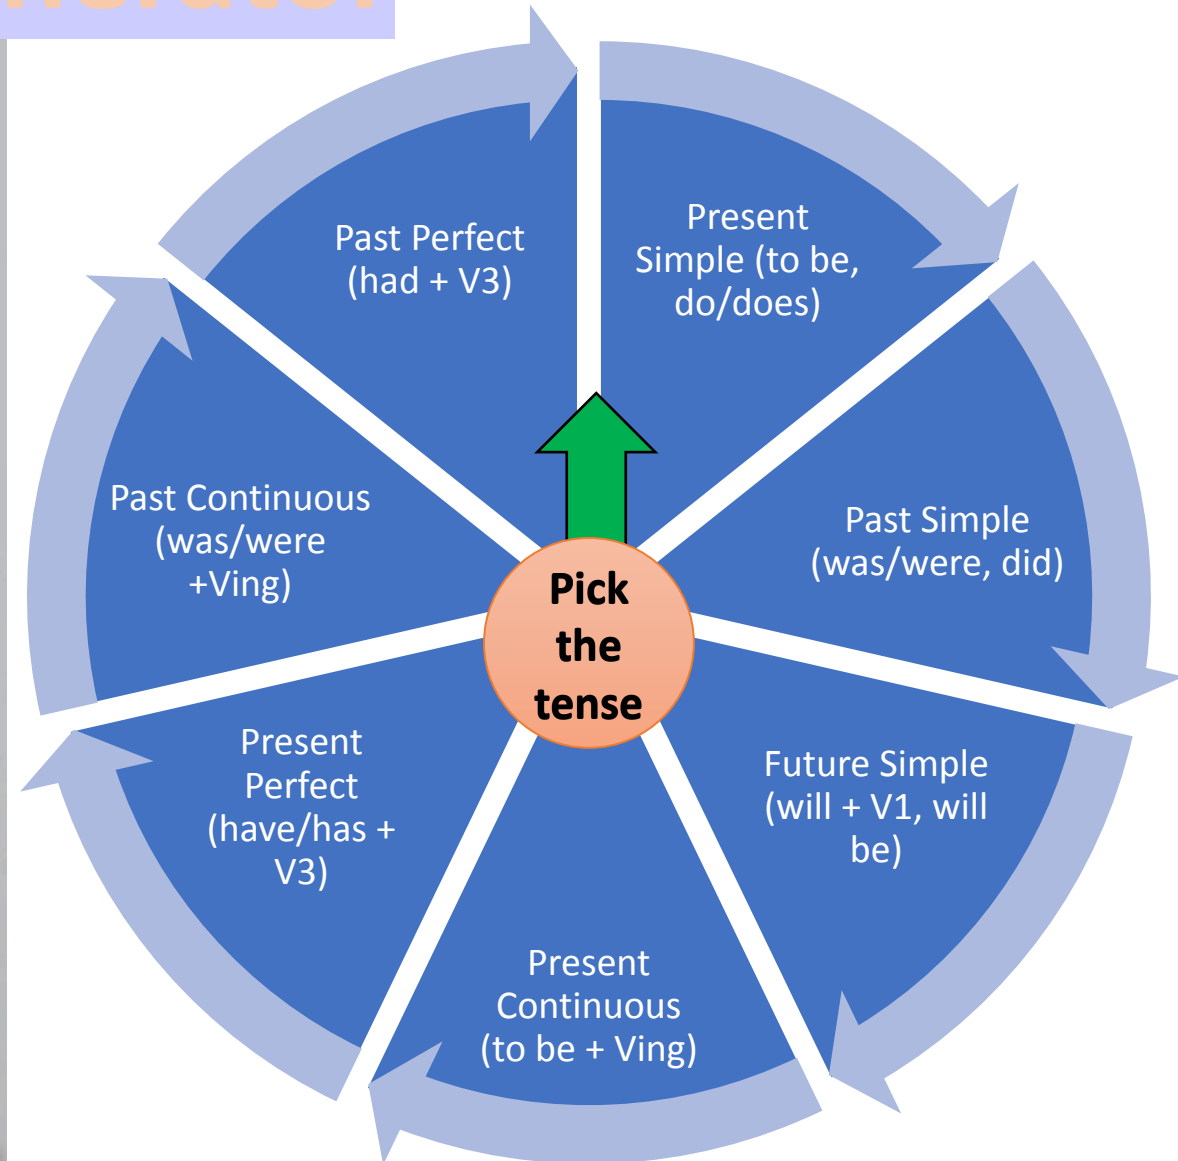 Present
Simple (to be,
do/does)
Past Simple
(was/were, did)
Future Simple
(will + V1, will
be)
Present
Continuous
(to be + Ving)
Present
Perfect
(have/has +
V3)
Past Continuous
(was/were
+Ving)
Past Perfect
(had + V3)
Pick
the
tense